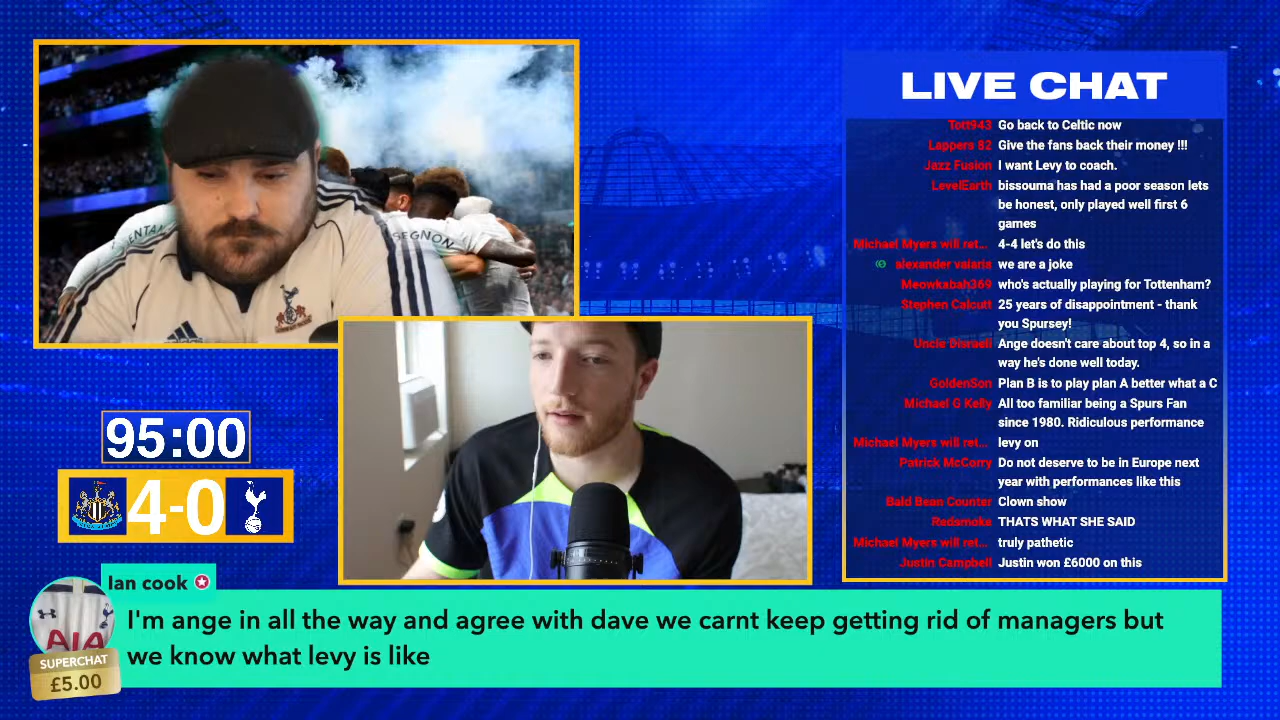 LIVE CHAT
Tott943 Go back to Celtic now
Lappers 82 Give the fans back their money !!!
Jazz Fusion I want Levy to coach.
LevelEarth bissouma has had a poor season lets
be honest, only played well first 6
games
Michael Myers will ret... 4-4 let's do this
alexander valaris we are a joke
Meowkabah369 who's actually playing for Tottenham?
Stephen Calcutt 25 years of disappointment - thank
you Spursey!
Uncle Disraeli Ange doesn't care about top 4, so in a
way he's done well today.
GoldenSon Plan B is to play plan A better what a C
Michael G Kelly All too familiar being a Spurs Fan
since 1980. Ridiculous performance
Michael Myers will ret... levy on
Patrick McCorry Do not deserve to be in Europe next
year with performances like this
Bald Bean Counter Clown show
Redsmoke THATS WHAT SHE SAID
Michael Myers will ret... truly pathetic
Justin Campbell Justin won £6000 on this
SEGNON
95:00
4-0
Ian cook
I'm ange in all the way and agree with dave we carnt keep getting rid of managers but
we know what levy is like
AIA
SUPERCHAT
£5.00